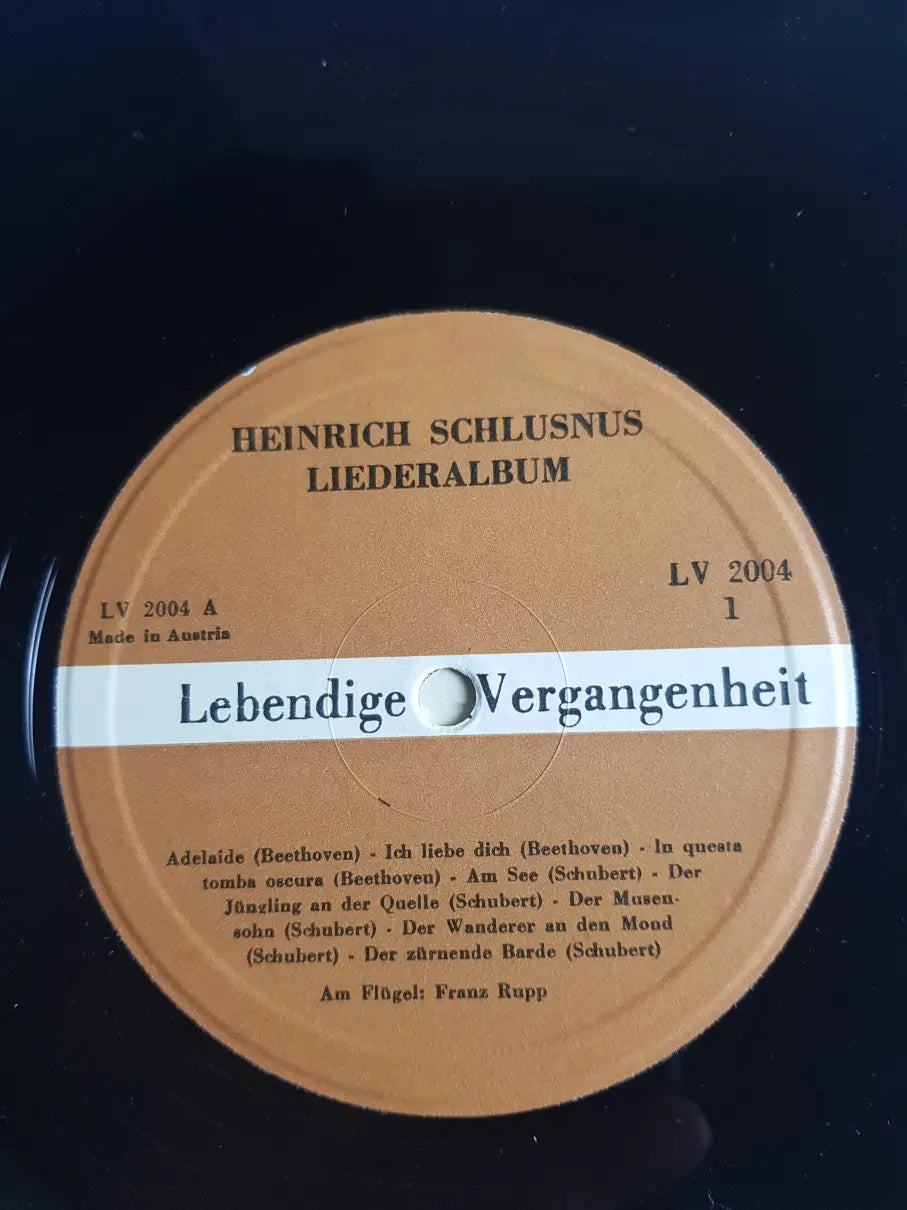 HEINRICH SCHLUSNUS
LIEDERALBUM
LV 2004
1
LV 2004 A
Made in Austria
Lebendige Vergangenheit
Adelaide (Beethoven) - Ich liebe dich (Beethoven) - In questa
tomba oscura (Beethoven) - Am See (Schubert) - Der
Jüngling an der Quelle (Schubert) - Der Musen-
sohn (Schubert) - Der Wanderer an den Mond
(Schubert) - Der zürnende Barde (Schubert)
Am Flügel: Franz Rupp